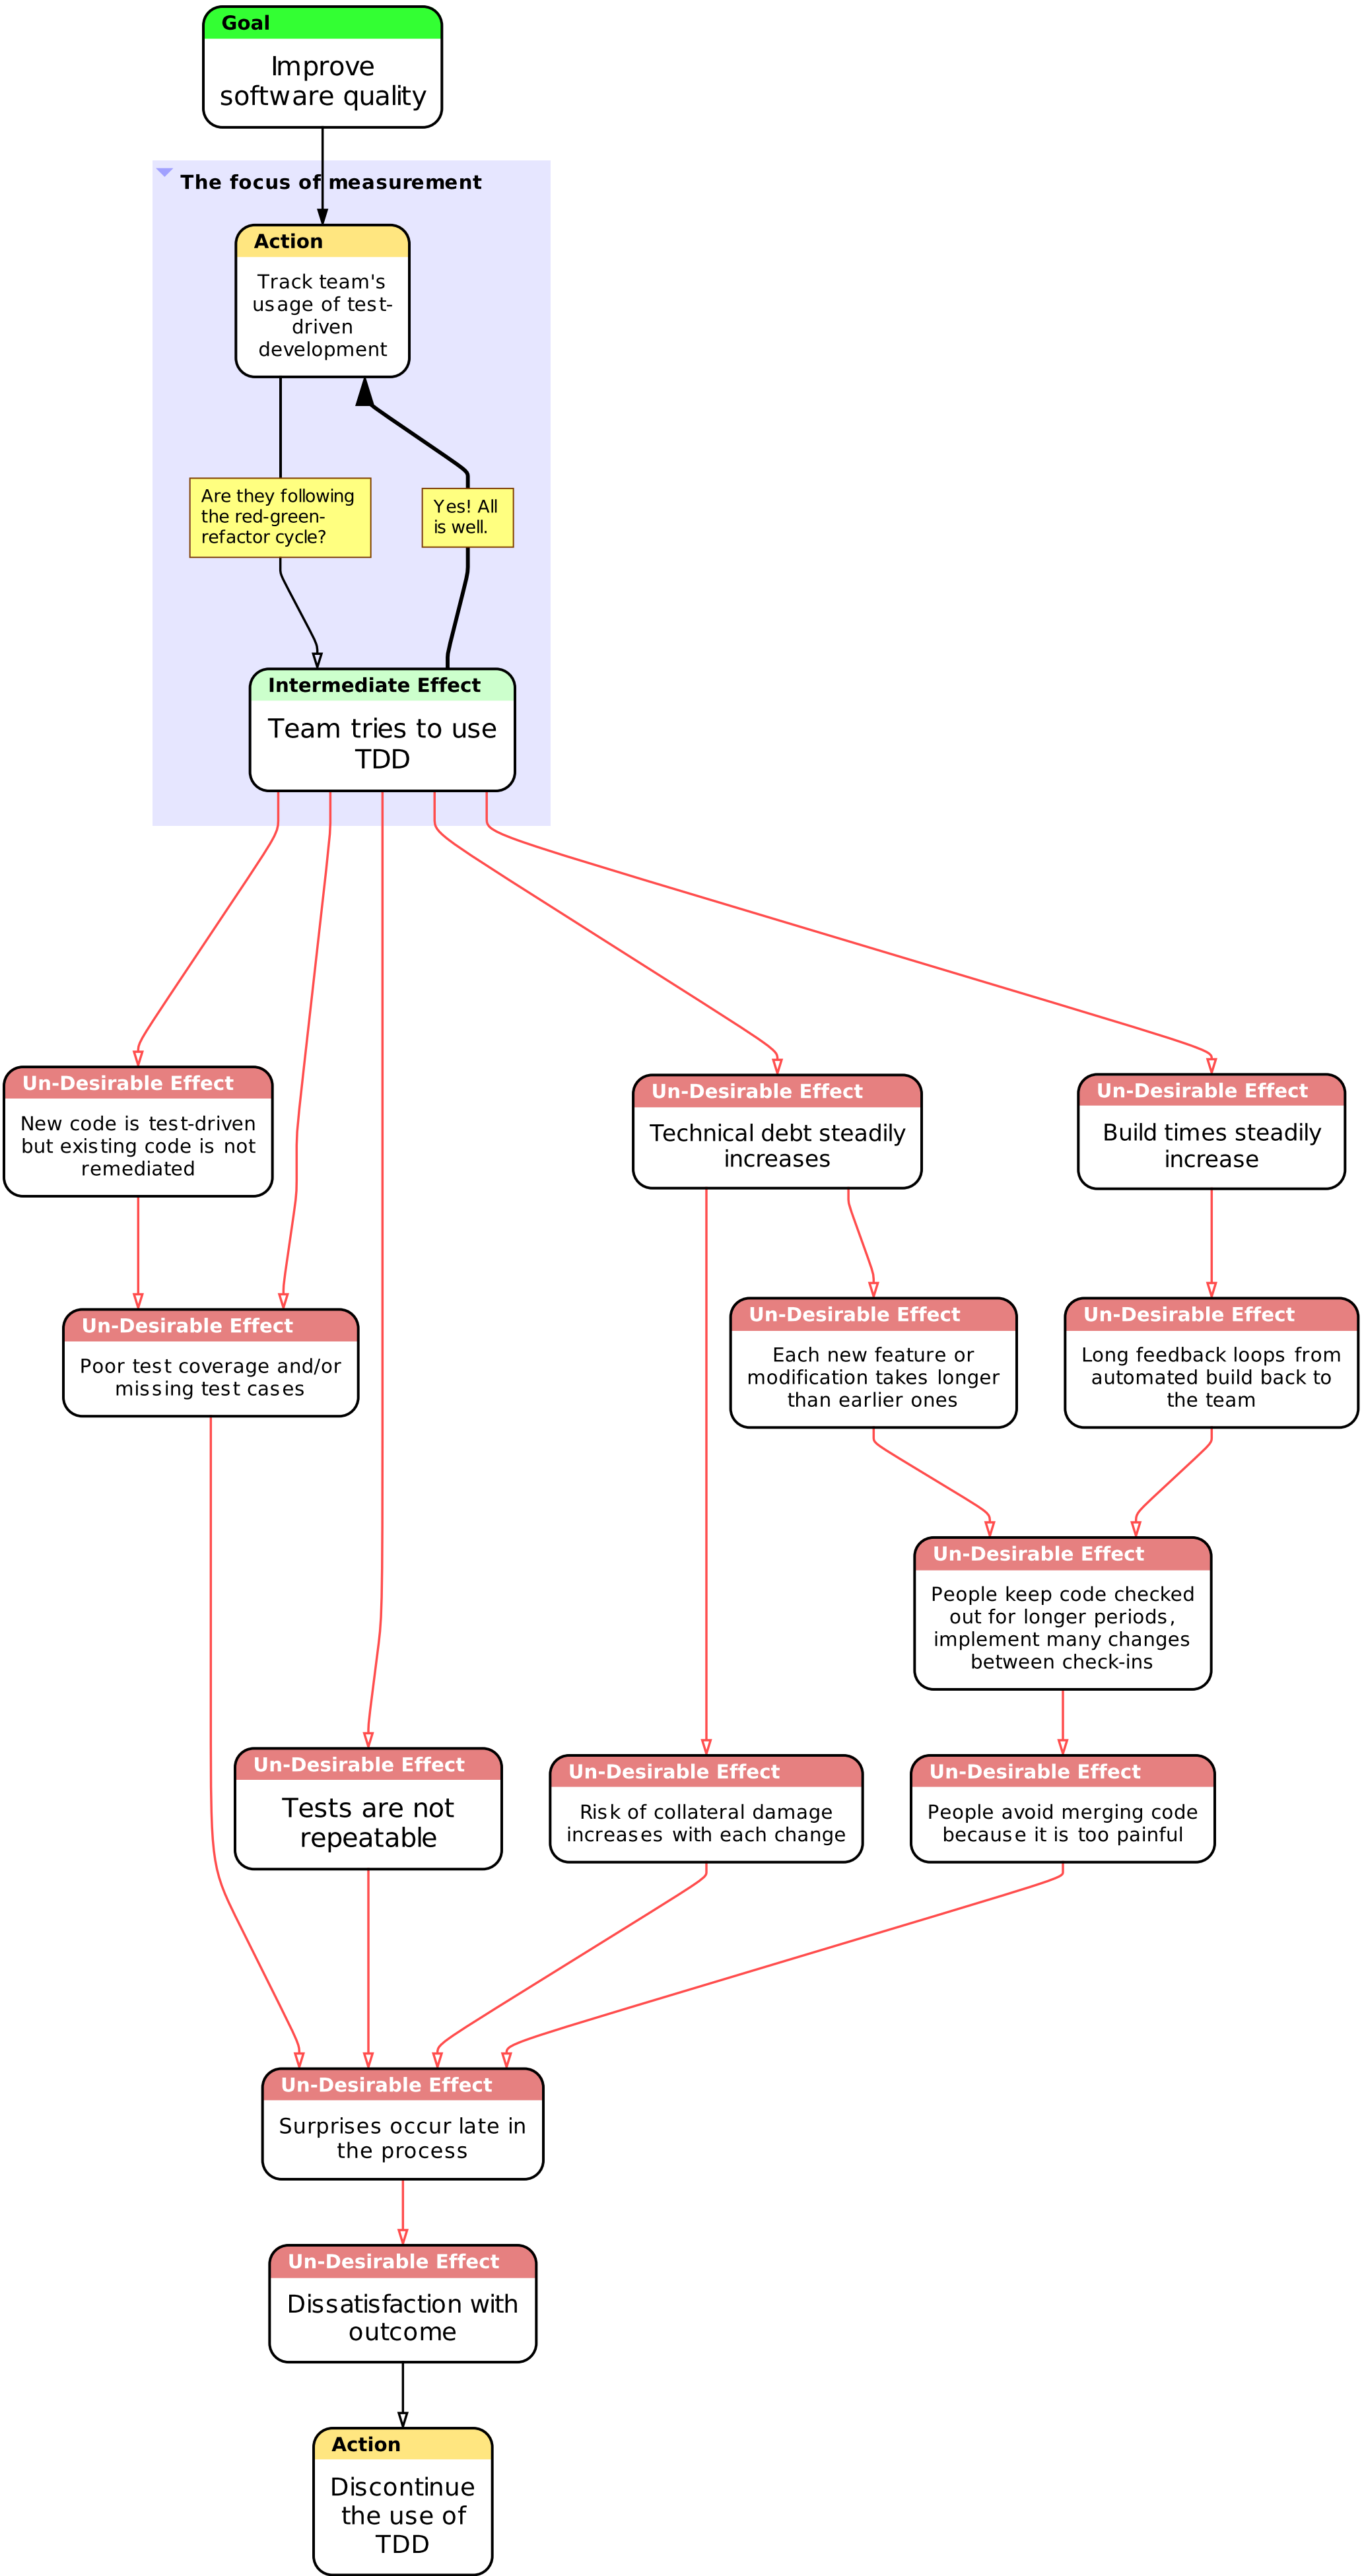 Goal
Improve
software quality
The focus of measurement
Action
Track team's
usage of test-
driven
development
Are they following
the red-green-
refactor cycle?
Yes! All
is well.
Intermediate Effect
Team tries to use
TDD
Un-Desirable Effect
New code is test-driven
but existing code is not
remediated
Un-Desirable Effect
Technical debt steadily
increases
Un-Desirable Effect
Build times steadily
increase
Un-Desirable Effect
Poor test coverage and/or
missing test cases
Un-Desirable Effect
Each new feature or
modification takes longer
than earlier ones
Un-Desirable Effect
Long feedback loops from
automated build back to
the team
Un-Desirable Effect
People keep code checked
out for longer periods,
implement many changes
between check-ins
Un-Desirable Effect
Tests are not
repeatable
Un-Desirable Effect
Risk of collateral damage
increases with each change
Un-Desirable Effect
People avoid merging code
because it is too painful
Un-Desirable Effect
Surprises occur late in
the process
Un-Desirable Effect
Dissatisfaction with
outcome
Action
Discontinue
the use of
TDD